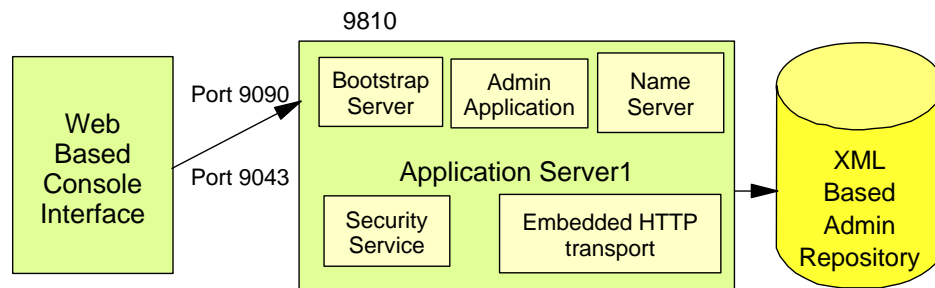 9810
Web
Based
Console
Interface
Port 9090
Port 9043
Bootstrap
Server
Admin
Application
Name
Server
Application Server1
Security
Service
Embedded HTTP
transport
XML
Based
Admin
Repository